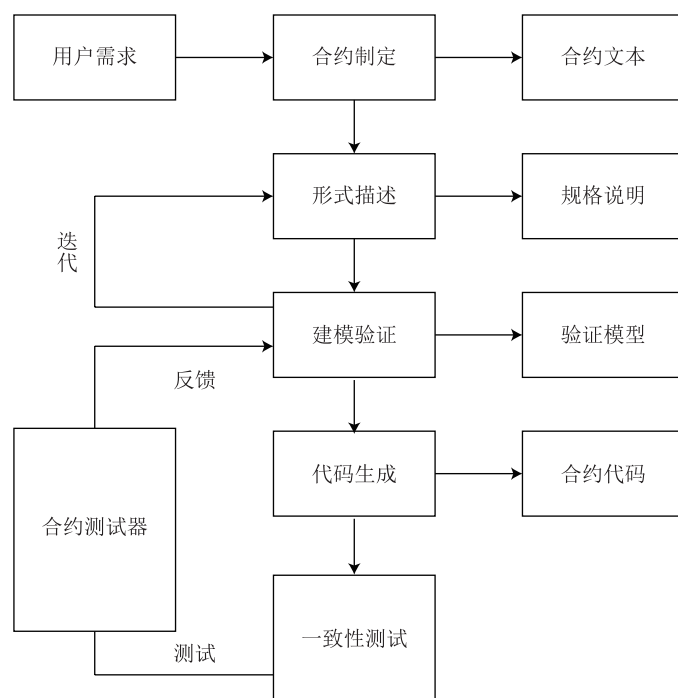 用户需求
合约制定
合约文本
形式描述
规格说明
迭
代
建模验证
验证模型
反馈
代码生成
合约代码
合约测试器
一致性测试
测试